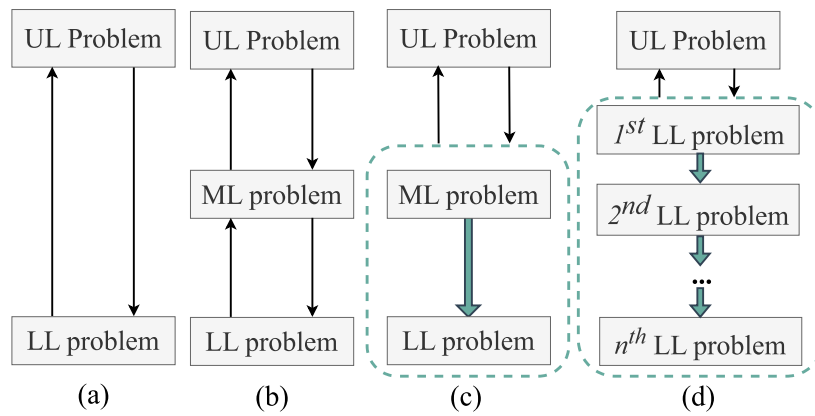 UL Problem
LL problem
(a)
UL Problem
ML problem
LL problem
(b)
UL Problem
ML problem
LL problem
(c)
UL Problem
1st LL problem
2nd LL problem
...
nth LL problem
(d)